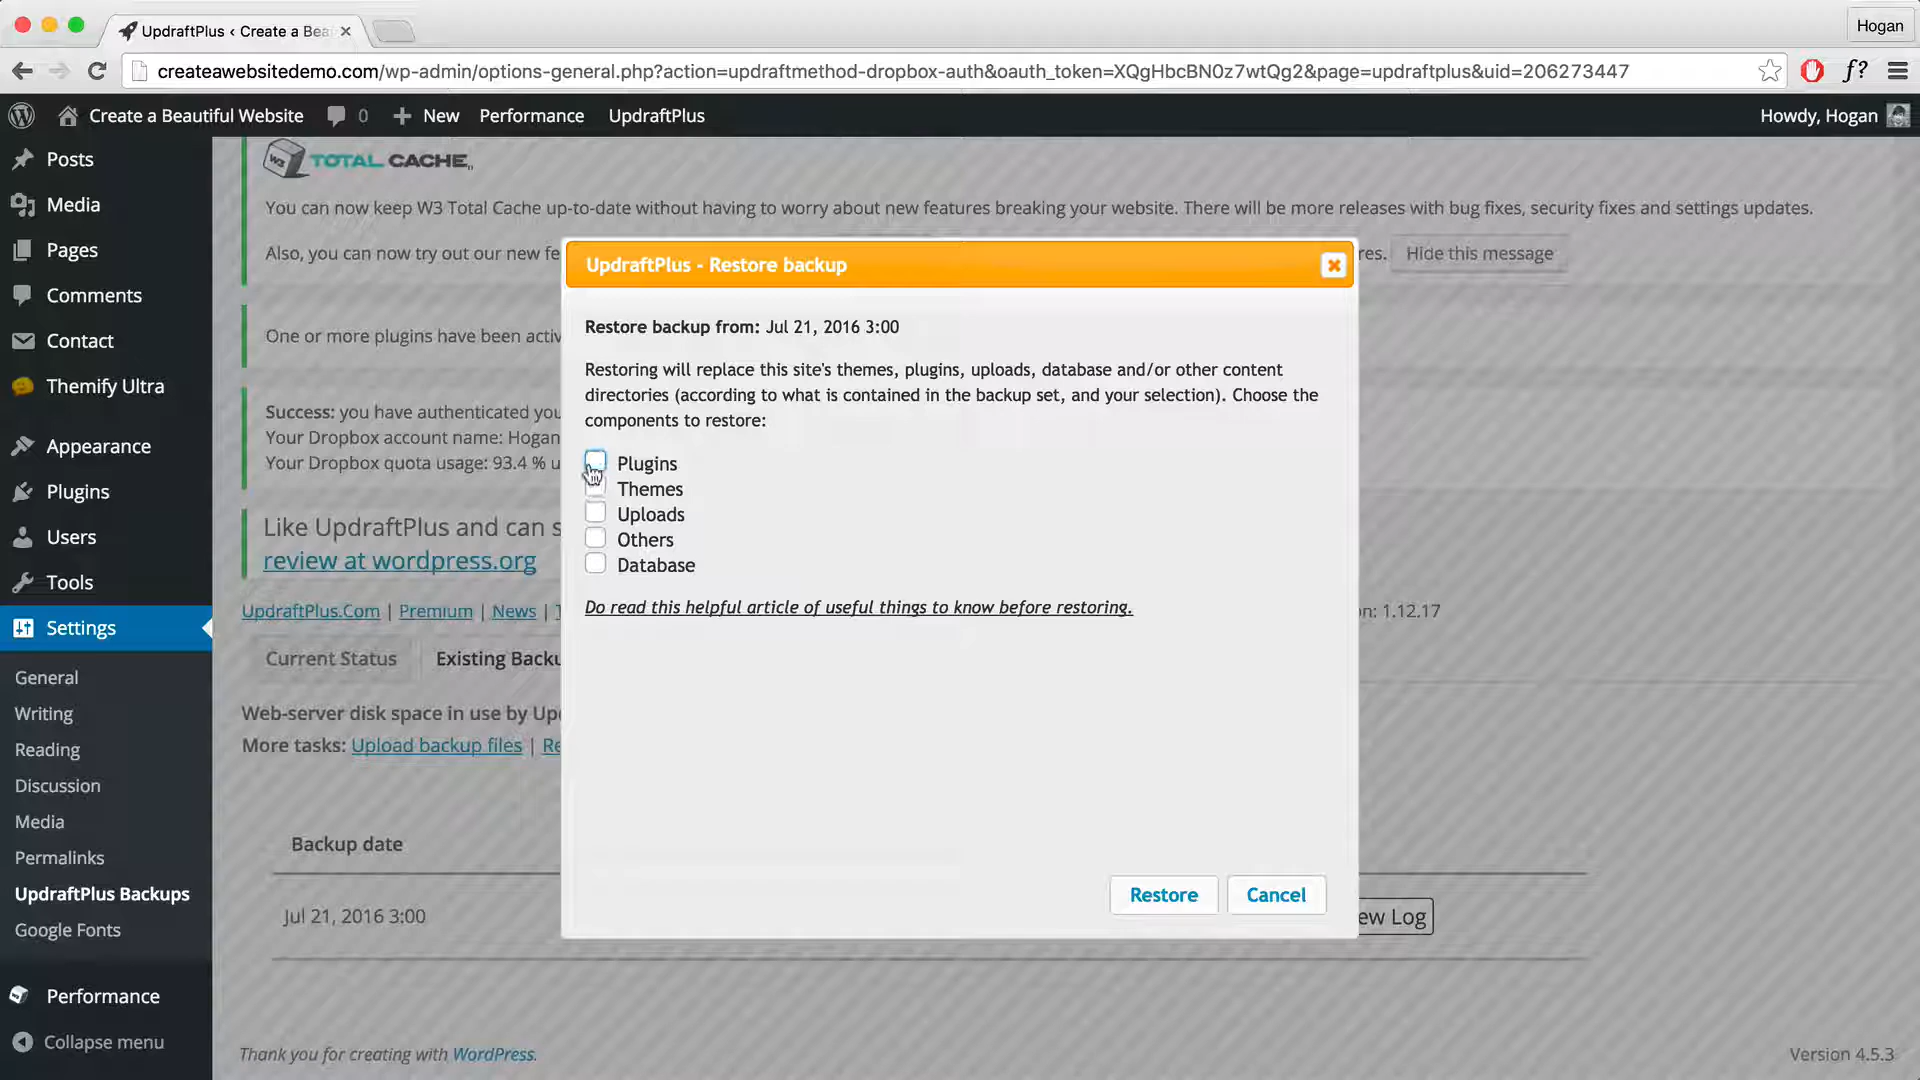 UpdraftPlus ‹ Create a Bea
Hogan
createawebsitedemo.com/wp-admin/options-general.php?action=updraftmethod-dropbox-auth&oauth_token=XQgHbcBN0z7wtQg2&page=updraftplus&uid=206273447
f?
Create a Beautiful Website 0 New Performance UpdraftPlus Howdy, Hogan
Posts
Media
Pages
Comments
Contact
Themify Ultra
Appearance
Plugins
Users
Tools
Settings
General
Writing
Reading
Discussion
Media
Permalinks
UpdraftPlus Backups
Google Fonts
Performance
Collapse menu
W3 TOTAL CACHE
You can now keep W3 Total Cache up-to-date without having to worry about new features breaking your website. There will be more releases with bug fixes, security fixes and settings updates.
Also, you can now try out our new fe
res. Hide this message
One or more plugins have been activ
Success: you have authenticated you
Your Dropbox account name: Hogan
Your Dropbox quota usage: 93.4 % u
Like UpdraftPlus and can s
review at wordpress.org
UpdraftPlus.Com | Premium | News |
n: 1.12.17
Current Status Existing Backu
Web-server disk space in use by Up
More tasks: Upload backup files | Re
Backup date
Jul 21, 2016 3:00
ew Log
UpdraftPlus - Restore backup
Restore backup from: Jul 21, 2016 3:00
Restoring will replace this site's themes, plugins, uploads, database and/or other content
directories (according to what is contained in the backup set, and your selection). Choose the
components to restore:
Plugins
Themes
Uploads
Others
Database
Do read this helpful article of useful things to know before restoring.
Restore Cancel
Thank you for creating with WordPress.
Version 4.5.3